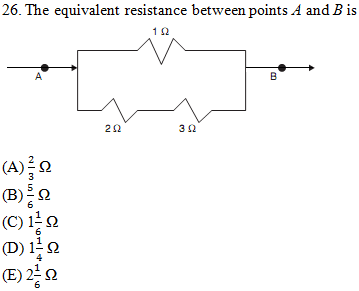 26. The equivalent resistance between points A and B is
1 Ω
A
B
2 Ω 3 Ω
(A) 2/3 Ω
(B) 5/6 Ω
(C) 1 1/6 Ω
(D) 1 1/4 Ω
(E) 2 1/6 Ω